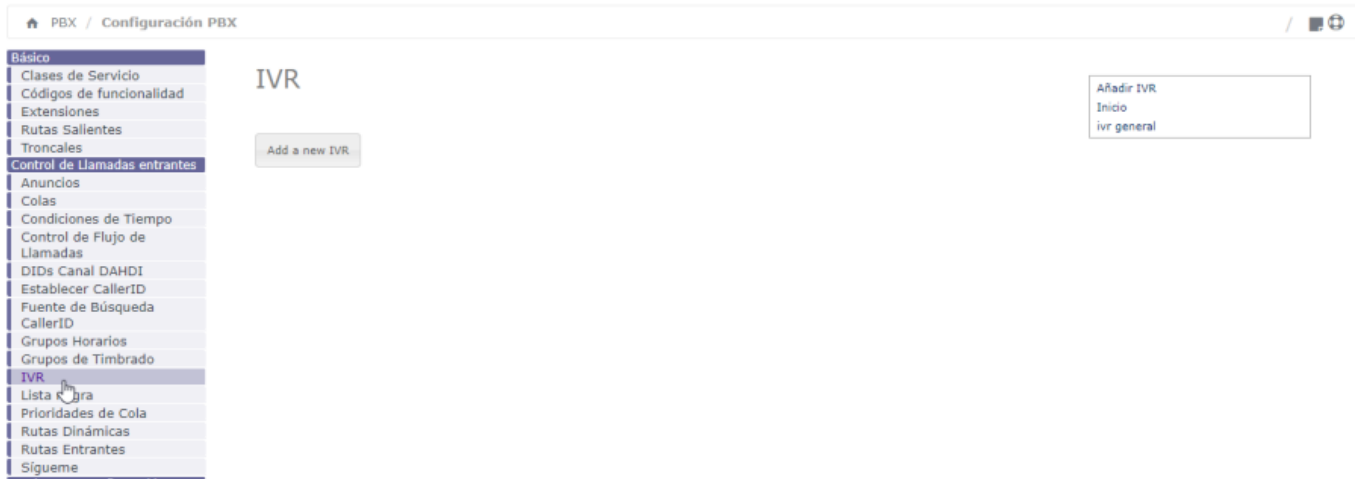 PBX / Configuración PBX
/
Básico
Clases de Servicio
Códigos de funcionalidad
Extensiones
Rutas Salientes
Troncales
Control de Llamadas entrantes
Anuncios
Colas
Condiciones de Tiempo
Control de Flujo de
Llamadas
DIDs Canal DAHDI
Establecer CallerID
Fuente de Búsqueda
CallerID
Grupos Horarios
Grupos de Timbrado
IVR
Lista negra
Prioridades de Cola
Rutas Dinámicas
Rutas Entrantes
Sígueme
IVR
Add a new IVR
Añadir IVR
Inicio
ivr general